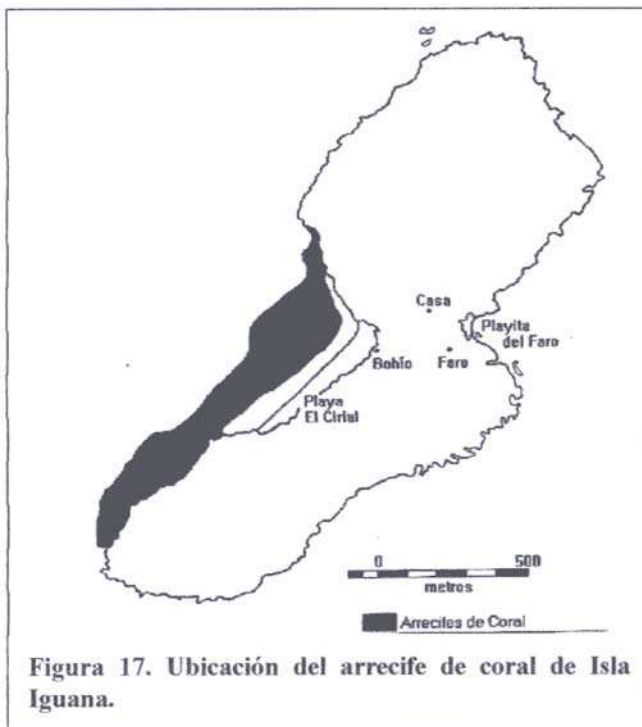 Casa
Playita
del Faro
Bohío
Faro
Playa
El Cirial
0 500
metros
Arrecifes de Coral
Figura 17. Ubicación del arrecife de coral de Isla
Iguana.